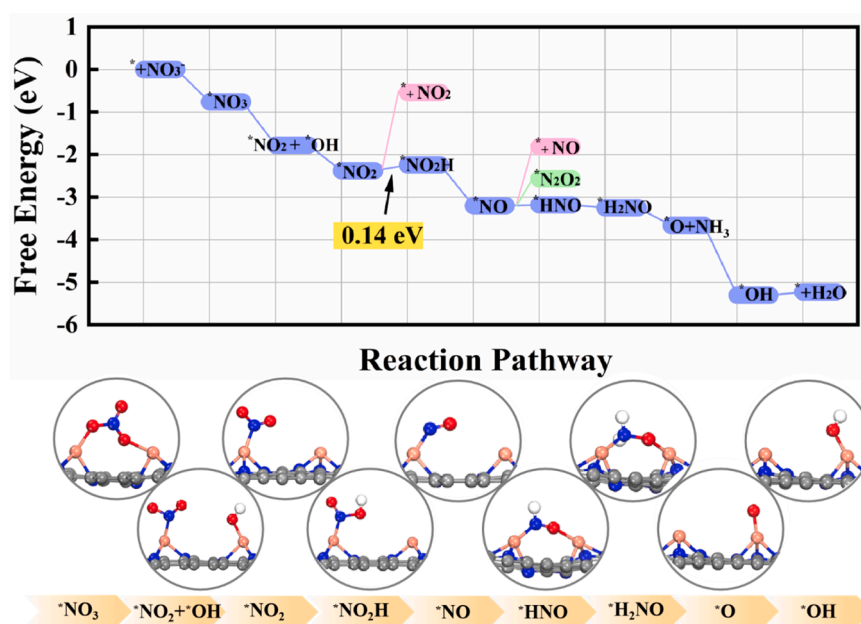 1
0
-1
-2
-3
-4
-5
-6
Free Energy (eV)
*+NO₃⁻
*NO₃
*NO₂+*OH
*NO₂
*+NO₂
*NO₂H
0.14 eV
*NO
*+NO
*N₂O₂
*HNO
*H₂NO
*O+NH₃
*OH
*+H₂O
Reaction Pathway
*NO₃ *NO₂+*OH *NO₂ *NO₂H *NO *HNO *H₂NO *O *OH